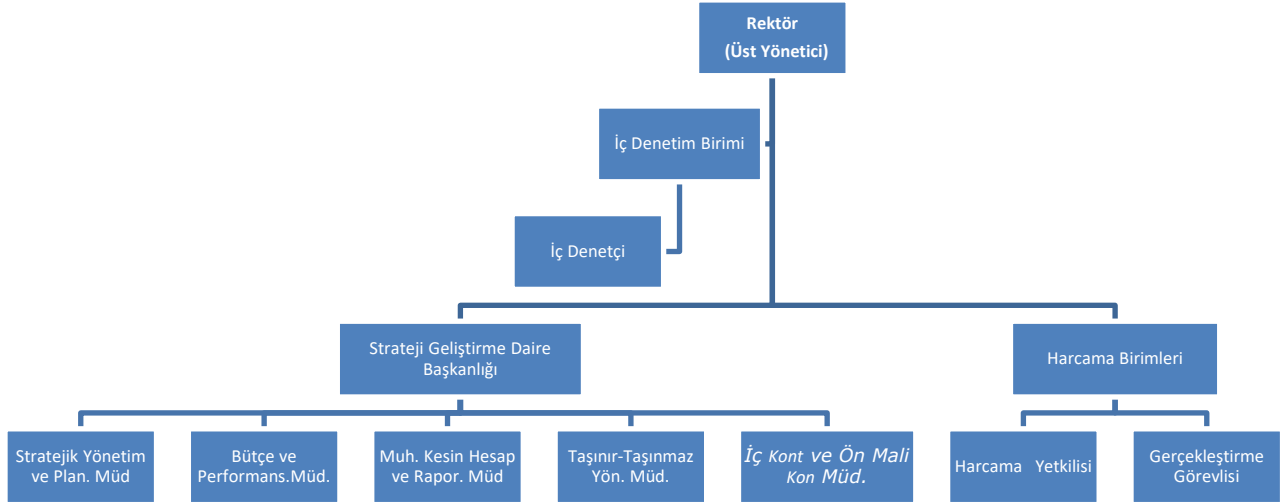 Rektör
(Üst Yönetici)
İç Denetim Birimi
İç Denetçi
Strateji Geliştirme Daire
Başkanlığı
Harcama Birimleri
Stratejik Yönetim
ve Plan. Müd
Bütçe ve
Performans.Müd.
Muh. Kesin Hesap
ve Rapor. Müd
Taşınır-Taşınmaz
Yön. Müd.
İç Kont ve Ön Mali
Kon Müd.
Harcama Yetkilisi
Gerçekleştirme
Görevlisi